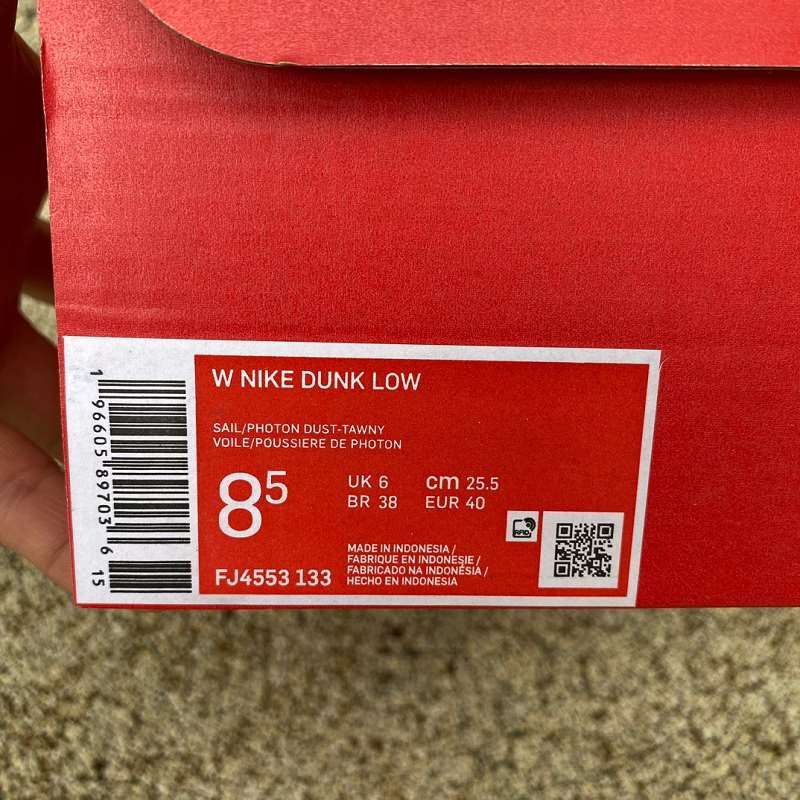 W NIKE DUNK LOW
SAIL/PHOTON DUST-TAWNY
VOILE/POUSSIERE DE PHOTON
8 5
UK 6 cm 25.5
BR 38 EUR 40
FJ4553 133
MADE IN INDONESIA /
FABRIQUE EN INDONESIE /
FABRICADO NA INDONÉSIA /
HECHO EN INDONESIA
1 96605 89703 6 15